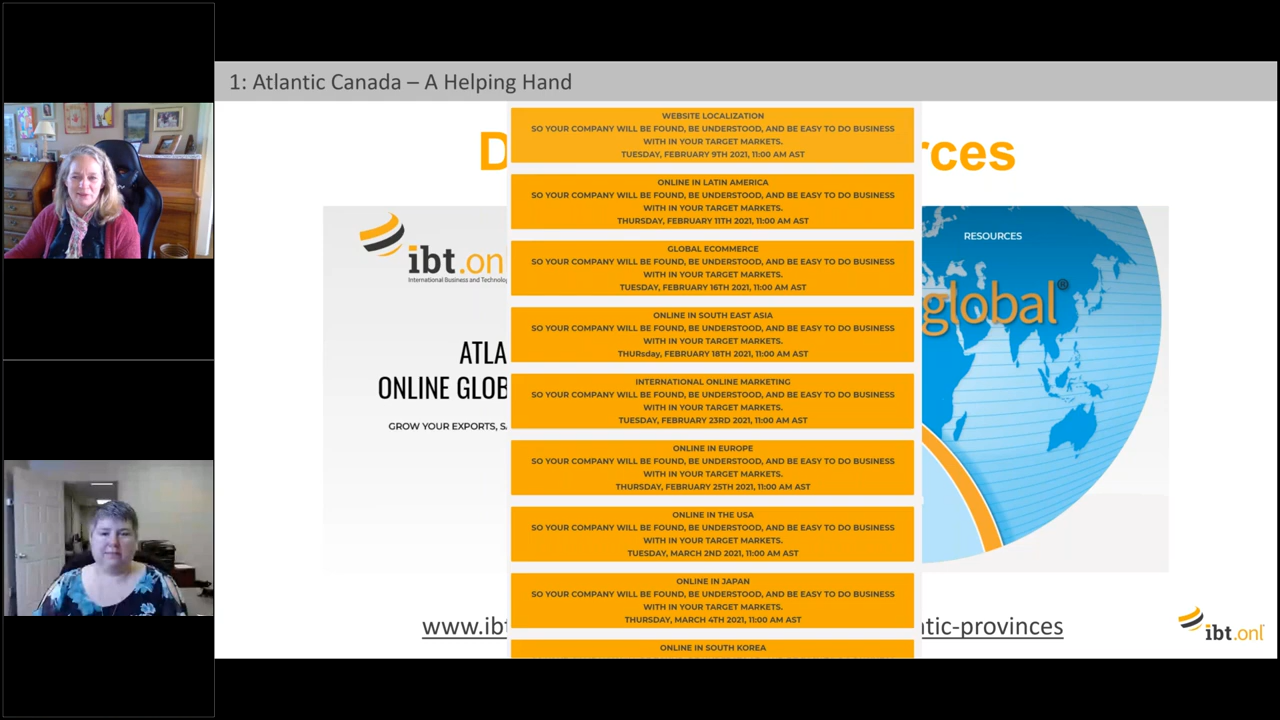 1: Atlantic Canada – A Helping Hand
WEBSITE LOCALIZATION
SO YOUR COMPANY WILL BE FOUND, BE UNDERSTOOD, AND BE EASY TO DO BUSINESS
WITH IN YOUR TARGET MARKETS.
TUESDAY, FEBRUARY 9TH 2021, 11:00 AM AST
D
rces
ONLINE IN LATIN AMERICA
SO YOUR COMPANY WILL BE FOUND, BE UNDERSTOOD, AND BE EASY TO DO BUSINESS
WITH IN YOUR TARGET MARKETS.
THURSDAY, FEBRUARY 11TH 2021, 11:00 AM AST
GLOBAL ECOMMERCE
SO YOUR COMPANY WILL BE FOUND, BE UNDERSTOOD, AND BE EASY TO DO BUSINESS
WITH IN YOUR TARGET MARKETS.
TUESDAY, FEBRUARY 16TH 2021, 11:00 AM AST
ONLINE IN SOUTH EAST ASIA
SO YOUR COMPANY WILL BE FOUND, BE UNDERSTOOD, AND BE EASY TO DO BUSINESS
WITH IN YOUR TARGET MARKETS.
THURsday, FEBRUARY 18TH 2021, 11:00 AM AST
INTERNATIONAL ONLINE MARKETING
SO YOUR COMPANY WILL BE FOUND, BE UNDERSTOOD, AND BE EASY TO DO BUSINESS
WITH IN YOUR TARGET MARKETS.
TUESDAY, FEBRUARY 23RD 2021, 11:00 AM AST
ONLINE IN EUROPE
SO YOUR COMPANY WILL BE FOUND, BE UNDERSTOOD, AND BE EASY TO DO BUSINESS
WITH IN YOUR TARGET MARKETS.
THURSDAY, FEBRUARY 25TH 2021, 11:00 AM AST
ONLINE IN THE USA
SO YOUR COMPANY WILL BE FOUND, BE UNDERSTOOD, AND BE EASY TO DO BUSINESS
WITH IN YOUR TARGET MARKETS.
TUESDAY, MARCH 2ND 2021, 11:00 AM AST
ONLINE IN JAPAN
SO YOUR COMPANY WILL BE FOUND, BE UNDERSTOOD, AND BE EASY TO DO BUSINESS
WITH IN YOUR TARGET MARKETS.
THURSDAY, MARCH 4TH 2021, 11:00 AM AST
ONLINE IN SOUTH KOREA
ibt.on
International Business and Technolog
ATLA
ONLINE GLOB
GROW YOUR EXPORTS, SA
RESOURCES
global®
www.ibt
ntic-provinces
ibt.onl